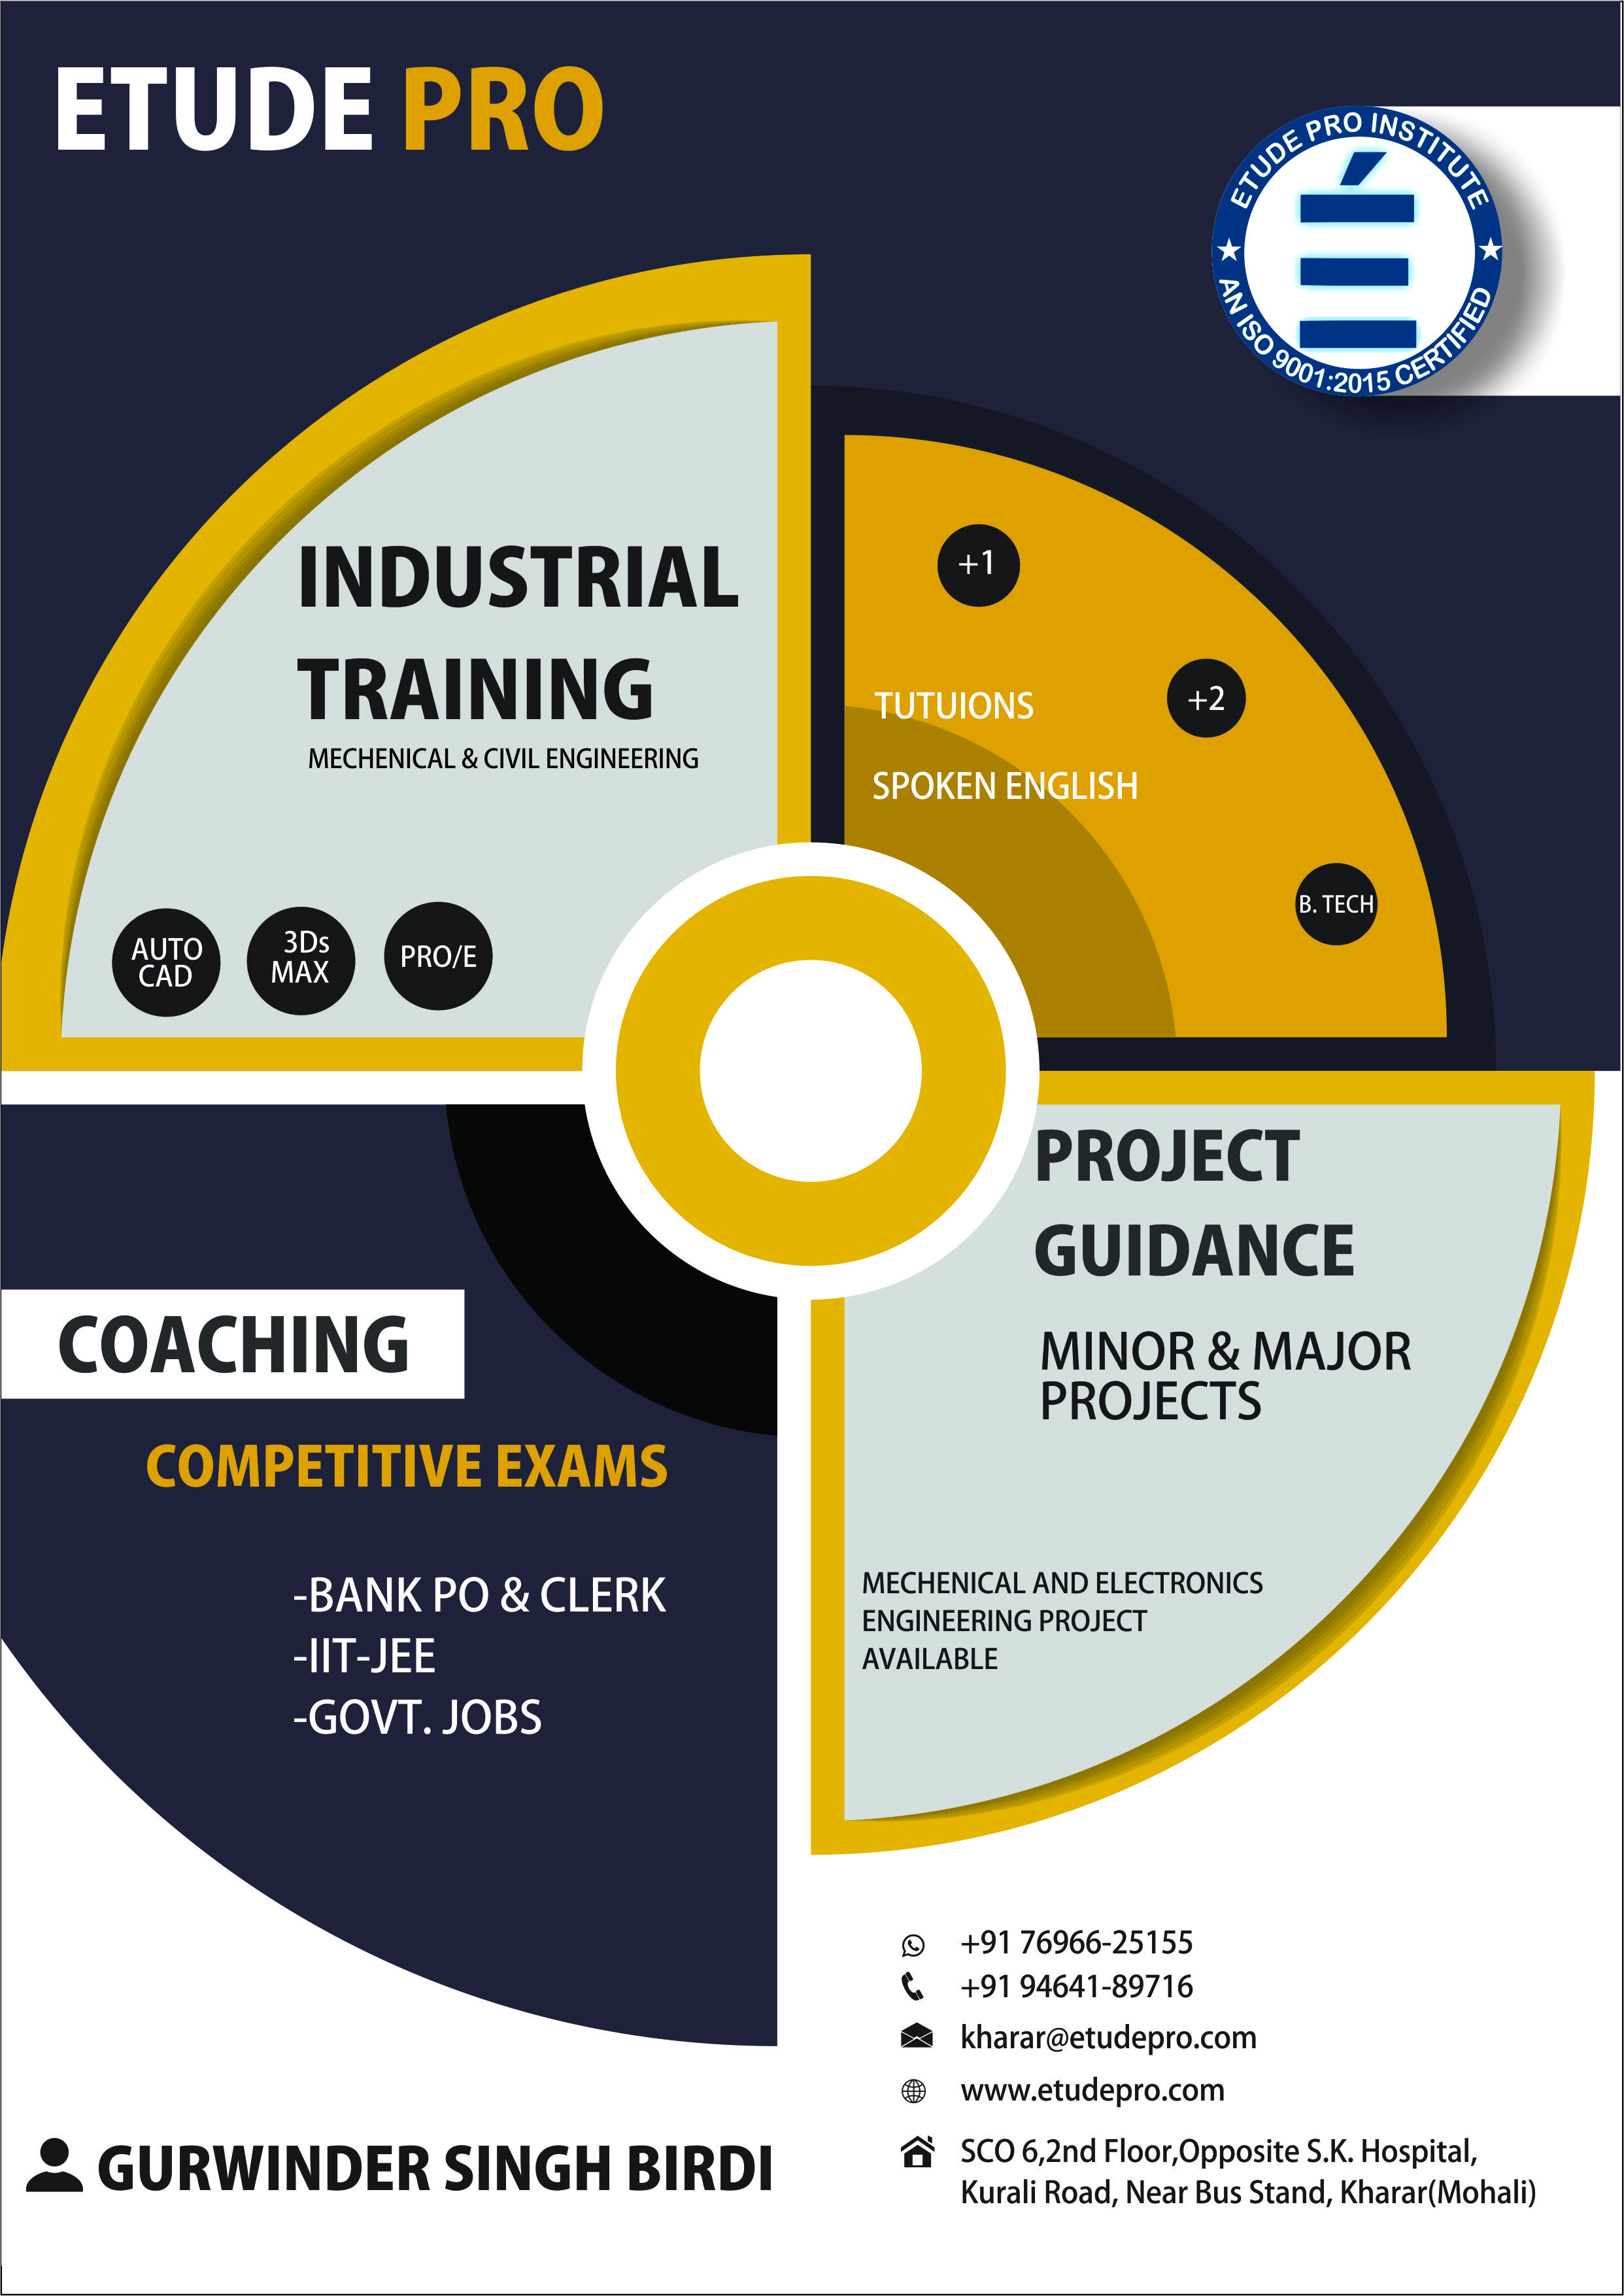 ETUDE PRO
ETUDE PRO INSTITUTE
AN ISO 9001:2015 CERTIFIED
INDUSTRIAL
TRAINING
MECHENICAL & CIVIL ENGINEERING
AUTO
CAD
3Ds
MAX
PRO/E
+1
+2
TUTUIONS
SPOKEN ENGLISH
B. TECH
COACHING
COMPETITIVE EXAMS
-BANK PO & CLERK
-IIT-JEE
-GOVT. JOBS
PROJECT
GUIDANCE
MINOR & MAJOR
PROJECTS
MECHENICAL AND ELECTRONICS
ENGINEERING PROJECT
AVAILABLE
+91 76966-25155
+91 94641-89716
kharar@etudepro.com
www.etudepro.com
SCO 6,2nd Floor,Opposite S.K. Hospital,
Kurali Road, Near Bus Stand, Kharar(Mohali)
GURWINDER SINGH BIRDI